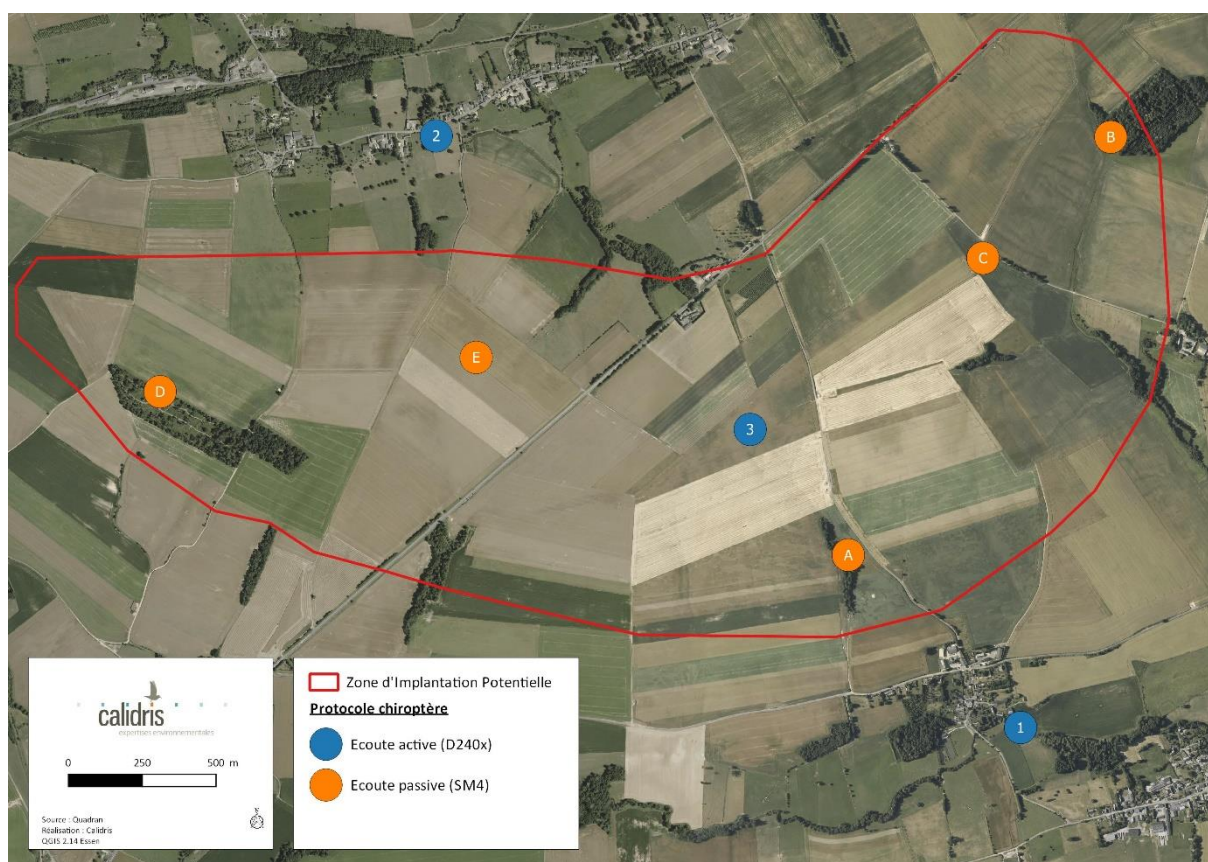 2
B
C
E
D
3
A
1
calidris
expertises environnementales
0 250 500 m
Source : Quadran
Réalisation : Calidris
QGIS 2.14 Essen
N
Zone d'Implantation Potentielle
Protocole chiroptère
Ecoute active (D240x)
Ecoute passive (SM4)